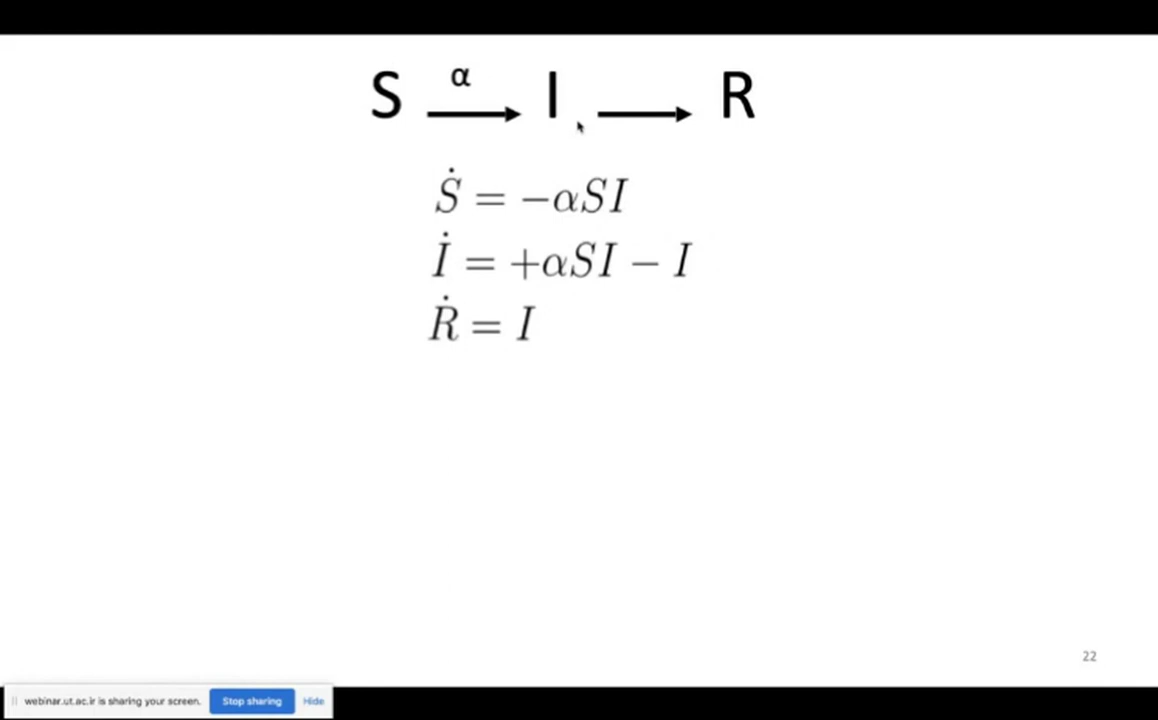 S α I R
Ṡ = −αSI
İ = +αSI − I
Ṙ = I
22
webinar.ut.ac.ir is sharing your screen. Stop sharing Hide